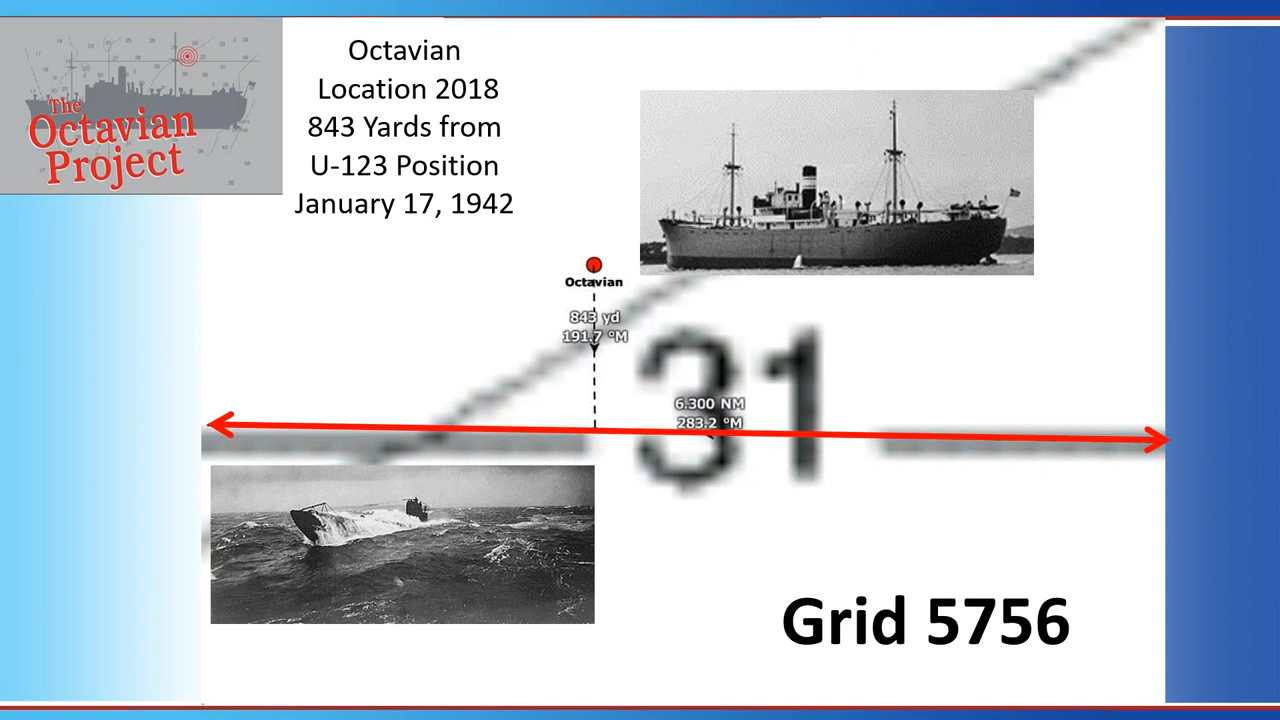 The
Octavian
Project
Octavian
Location 2018
843 Yards from
U-123 Position
January 17, 1942
Octavian
843 yd
191.7 °M
31
6.300 NM
283.2 °M
Grid 5756